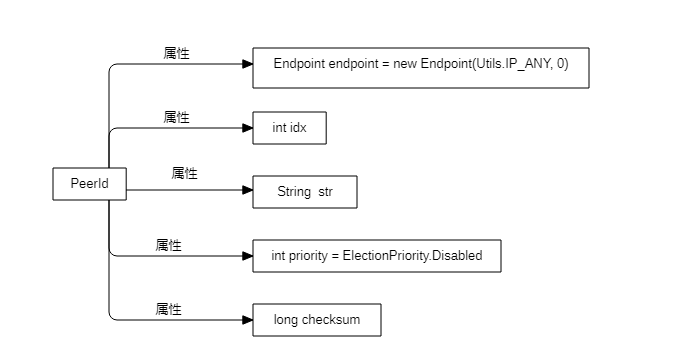 属性
Endpoint endpoint = new Endpoint(Utils.IP_ANY, 0)
属性
int idx
属性
PeerId
String str
属性
int priority = ElectionPriority.Disabled
属性
long checksum